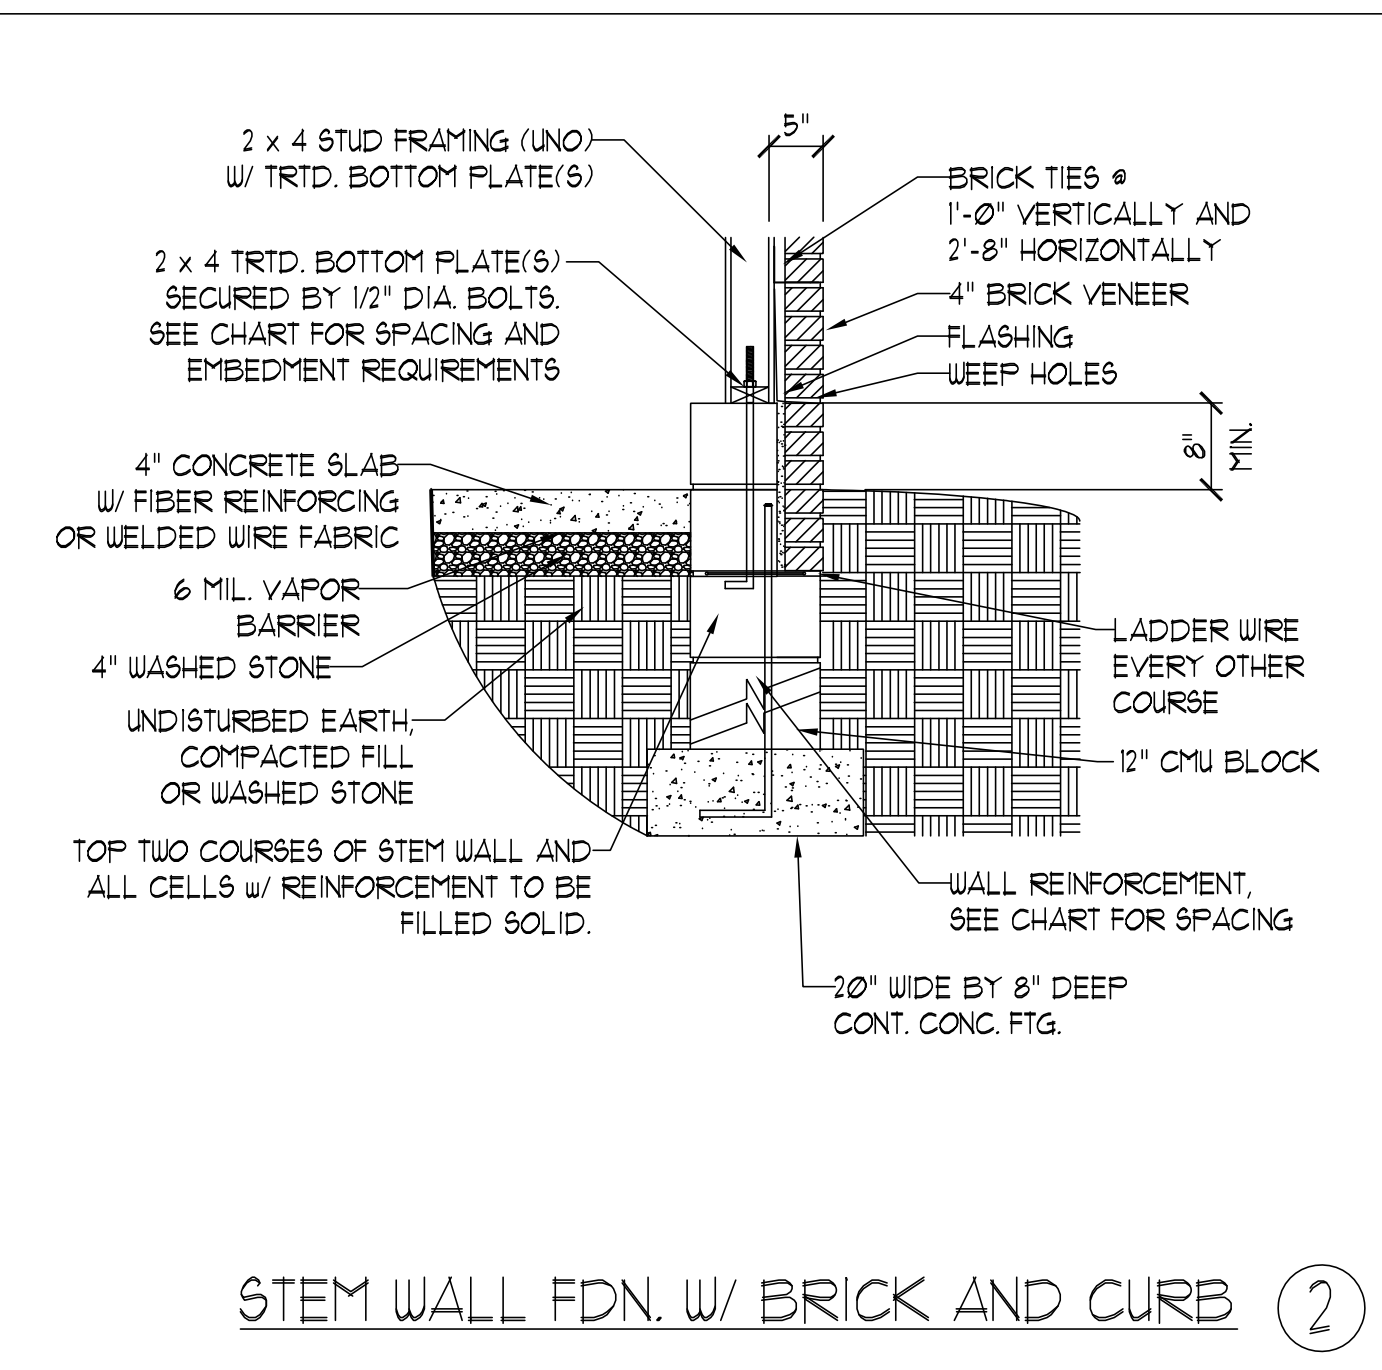 5"
2 x 4 STUD FRAMING (UNO)
W/ TRTD. BOTTOM PLATE(S)
BRICK TIES @
1'-0" VERTICALLY AND
2'-8" HORIZONTALLY
2 x 4 TRTD. BOTTOM PLATE(S)
SECURED BY 1/2" DIA. BOLTS.
SEE CHART FOR SPACING AND
EMBEDMENT REQUIREMENTS
4" BRICK VENEER
FLASHING
WEEP HOLES
8"
MIN.
4" CONCRETE SLAB
W/ FIBER REINFORCING
OR WELDED WIRE FABRIC
6 MIL. VAPOR
BARRIER
4" WASHED STONE
UNDISTURBED EARTH,
COMPACTED FILL
OR WASHED STONE
LADDER WIRE
EVERY OTHER
COURSE
12" CMU BLOCK
TOP TWO COURSES OF STEM WALL AND
ALL CELLS w/ REINFORCEMENT TO BE
FILLED SOLID.
WALL REINFORCEMENT,
SEE CHART FOR SPACING
20" WIDE BY 8" DEEP
CONT. CONC. FTG.
STEM WALL FDN. W/ BRICK AND CURB
2